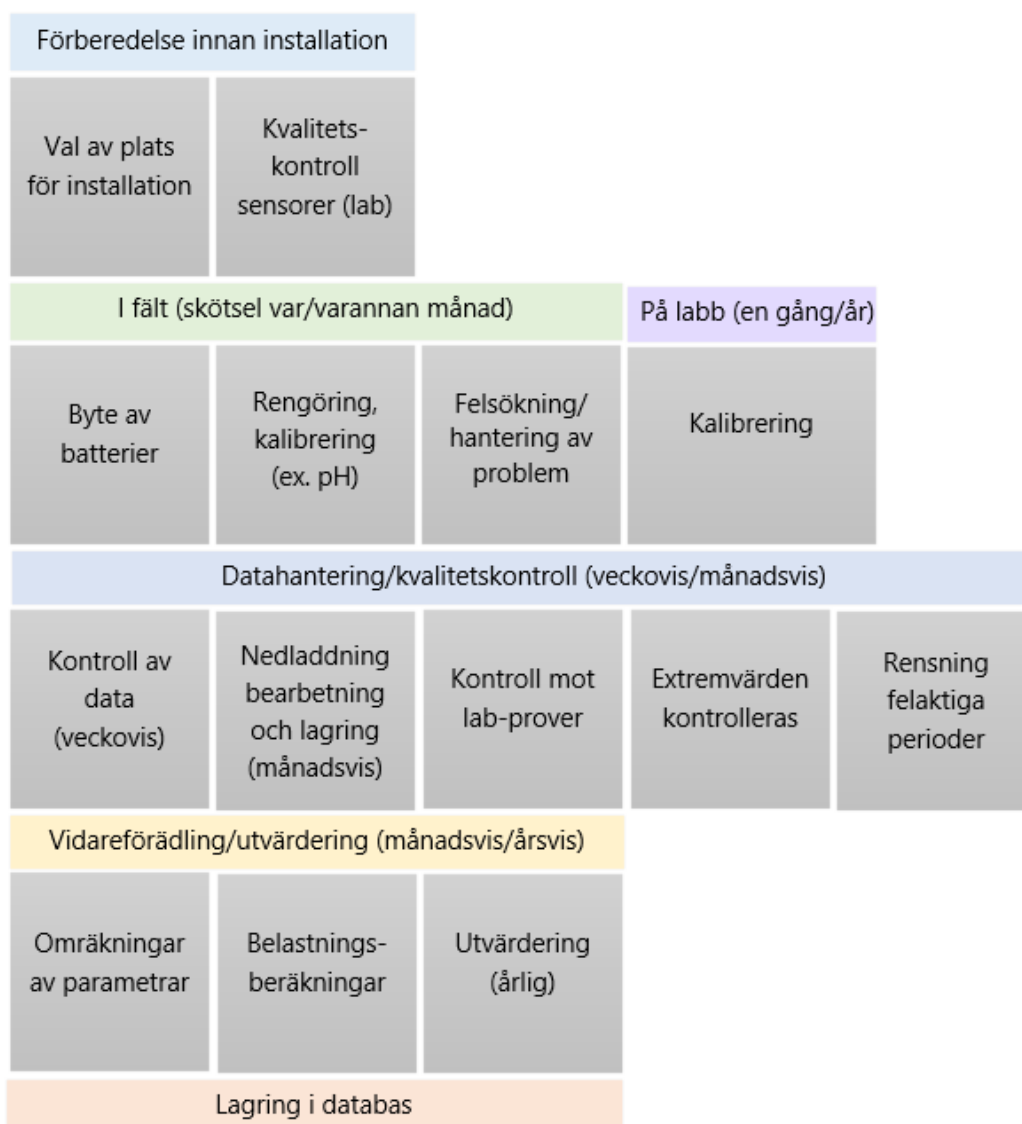 Förberedelse innan installation
Val av plats
för installation
Kvalitets-
kontroll
sensorer (lab)
I fält (skötsel var/varannan månad)
På labb (en gång/år)
Byte av
batterier
Rengöring,
kalibrering
(ex. pH)
Felsökning/
hantering av
problem
Kalibrering
Datahantering/kvalitetskontroll (veckovis/månadsvis)
Kontroll av
data
(veckovis)
Nedladdning
bearbetning
och lagring
(månadsvis)
Kontroll mot
lab-prover
Extremvärden
kontrolleras
Rensning
felaktiga
perioder
Vidareförädling/utvärdering (månadsvis/årsvis)
Omräkningar
av parametrar
Belastnings-
beräkningar
Utvärdering
(årlig)
Lagring i databas